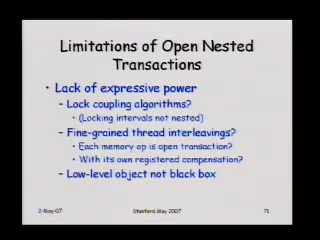 Limitations of Open Nested
Transactions
• Lack of expressive power
– Lock coupling algorithms?
• (Locking intervals not nested)
– Fine-grained thread interleavings?
• Each memory op is open transaction?
• With its own registered compensation?
– Low-level object not black box
2-May-07 Stanford May 2007 71